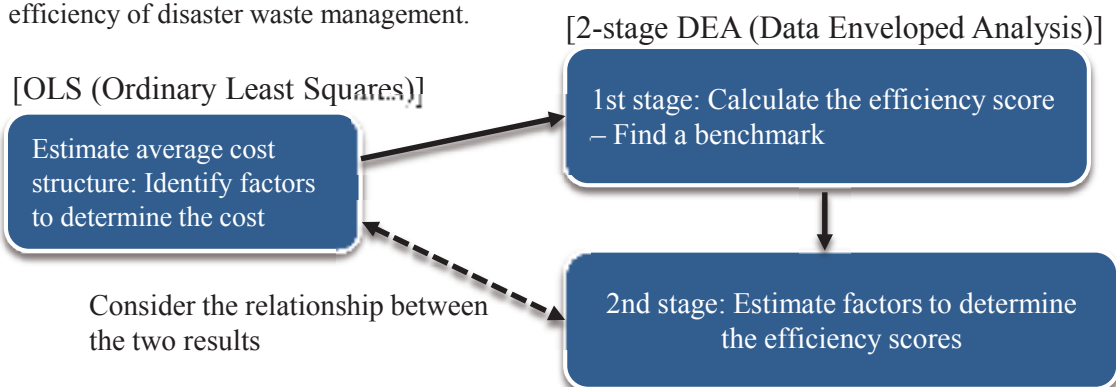 efficiency of disaster waste management.
[2-stage DEA (Data Enveloped Analysis)]
[OLS (Ordinary Least Squares)]
1st stage: Calculate the efficiency score
– Find a benchmark
Estimate average cost
structure: Identify factors
to determine the cost
2nd stage: Estimate factors to determine
the efficiency scores
Consider the relationship between
the two results